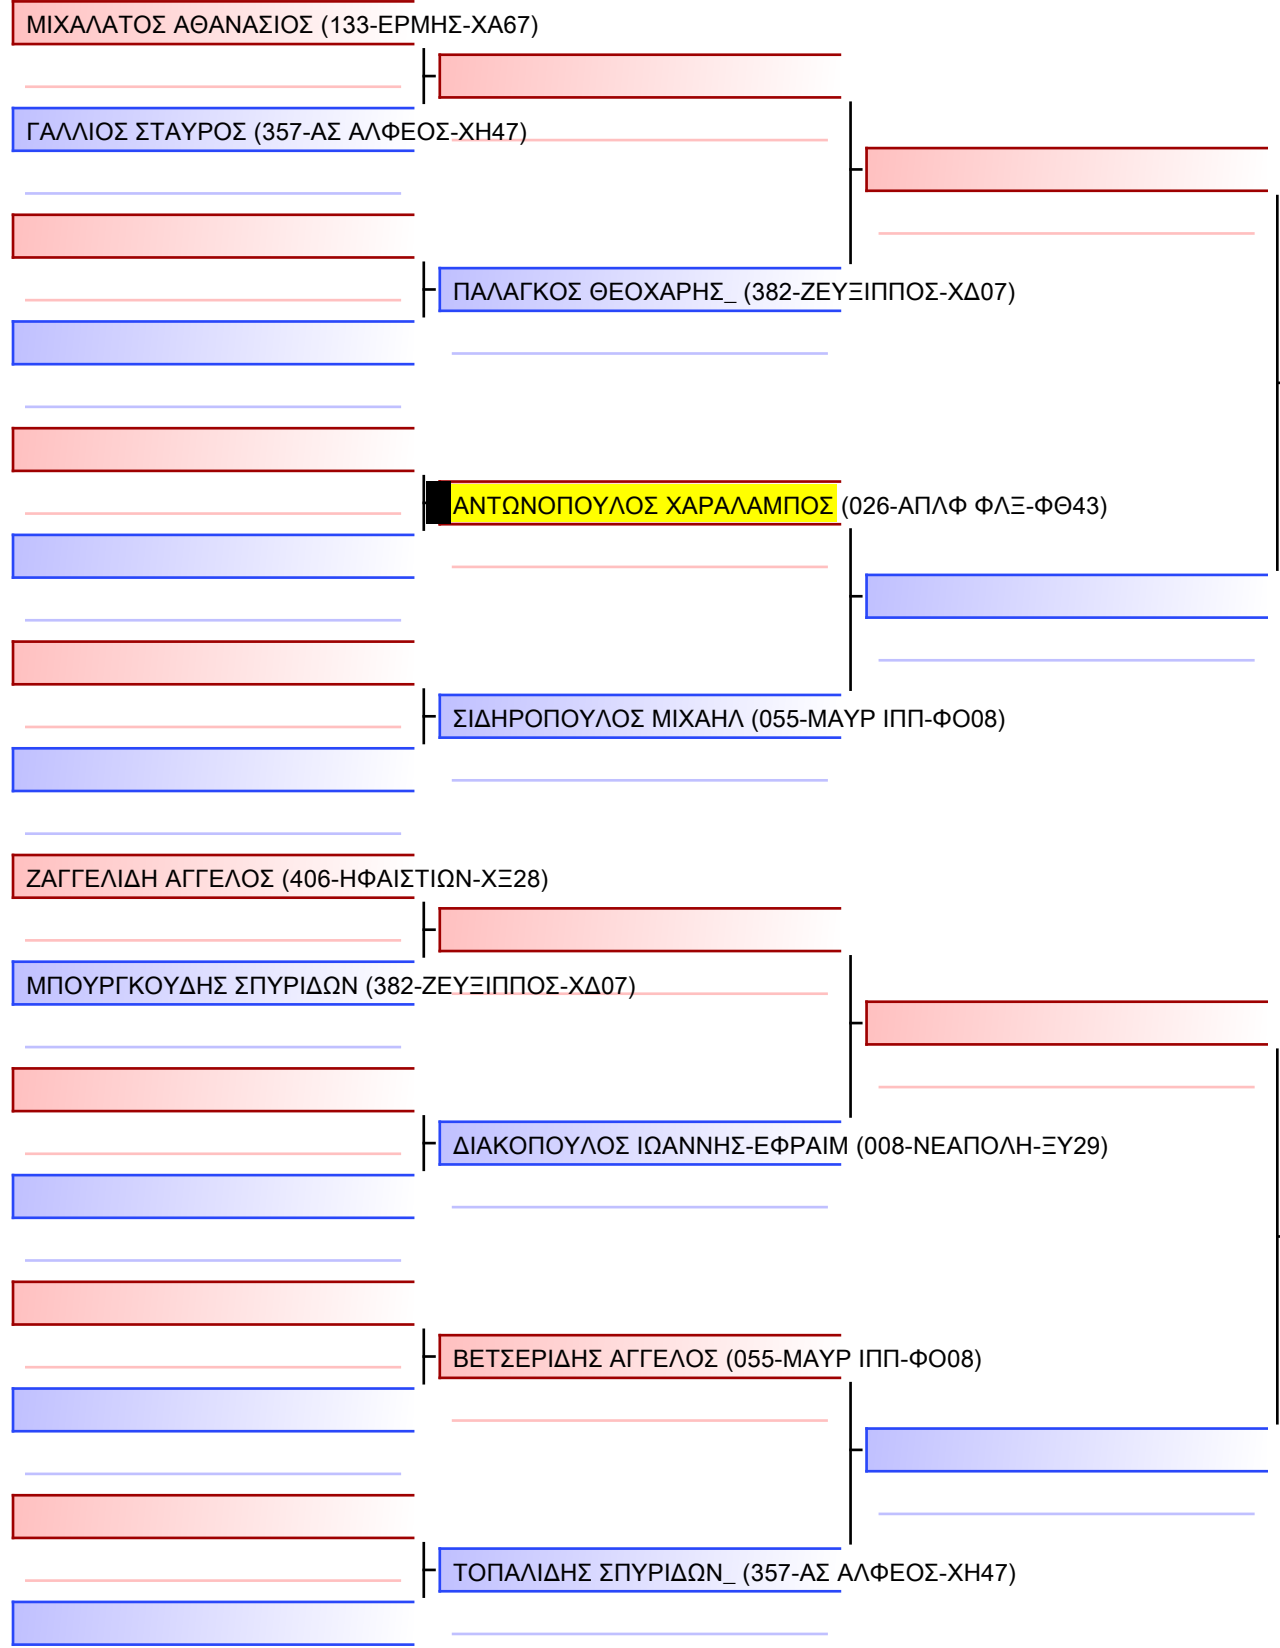 ΜΙΧΑΛΑΤΟΣ ΑΘΑΝΑΣΙΟΣ (133-ΕΡΜΗΣ-ΧΑ67)
ΓΑΛΛΙΟΣ ΣΤΑΥΡΟΣ (357-ΑΣ ΑΛΦΕΟΣ-ΧΗ47)
ΠΑΛΑΓΚΟΣ ΘΕΟΧΑΡΗΣ_ (382-ΖΕΥΞΙΠΠΟΣ-ΧΔ07)
ΑΝΤΩΝΟΠΟΥΛΟΣ ΧΑΡΑΛΑΜΠΟΣ (026-ΑΠΛΦ ΦΛΞ-ΦΘ43)
ΣΙΔΗΡΟΠΟΥΛΟΣ ΜΙΧΑΗΛ (055-ΜΑΥΡ ΙΠΠ-ΦΟ08)
ΖΑΓΓΕΛΙΔΗ ΑΓΓΕΛΟΣ (406-ΗΦΑΙΣΤΙΩΝ-ΧΞ28)
ΜΠΟΥΡΓΚΟΥΔΗΣ ΣΠΥΡΙΔΩΝ (382-ΖΕΥΞΙΠΠΟΣ-ΧΔ07)
ΔΙΑΚΟΠΟΥΛΟΣ ΙΩΑΝΝΗΣ-ΕΦΡΑΙΜ (008-ΝΕΑΠΟΛΗ-ΞΥ29)
ΒΕΤΣΕΡΙΔΗΣ ΑΓΓΕΛΟΣ (055-ΜΑΥΡ ΙΠΠ-ΦΟ08)
ΤΟΠΑΛΙΔΗΣ ΣΠΥΡΙΔΩΝ_ (357-ΑΣ ΑΛΦΕΟΣ-ΧΗ47)